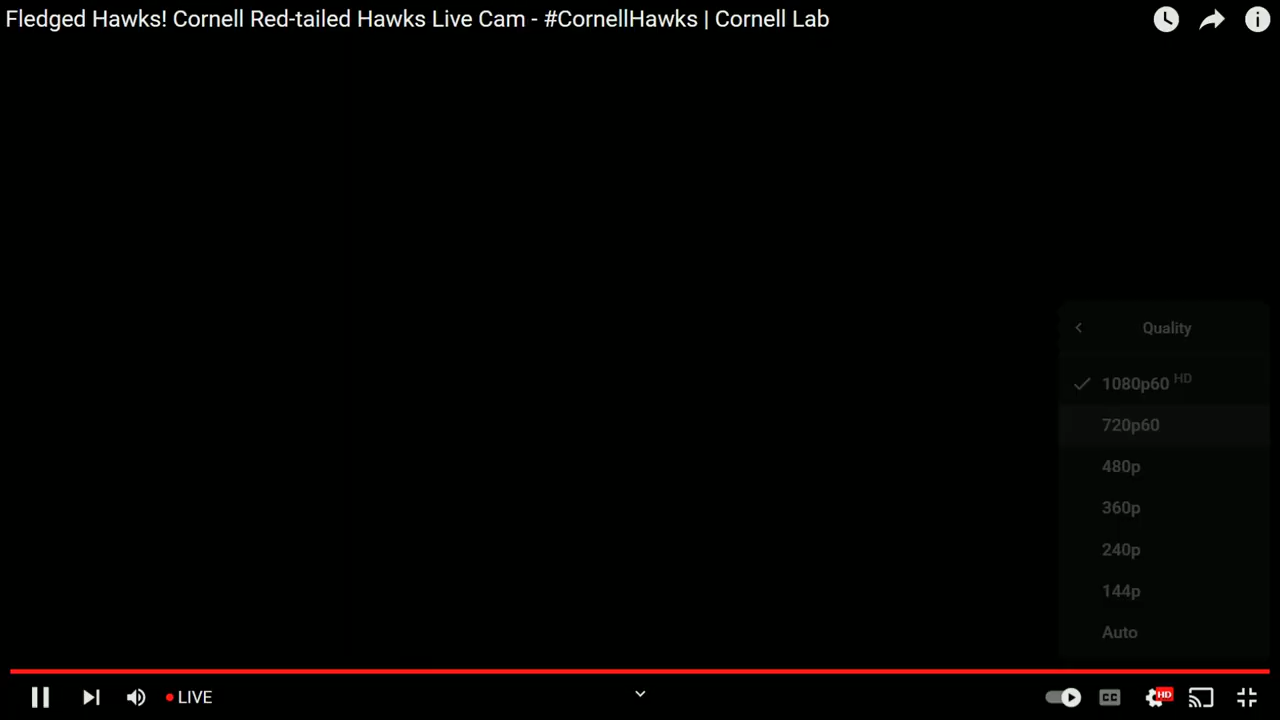 Fledged Hawks! Cornell Red-tailed Hawks Live Cam - #CornellHawks | Cornell Lab
Quality
1080p60 HD
720p60
480p
360p
240p
144p
Auto
LIVE
CC
HD